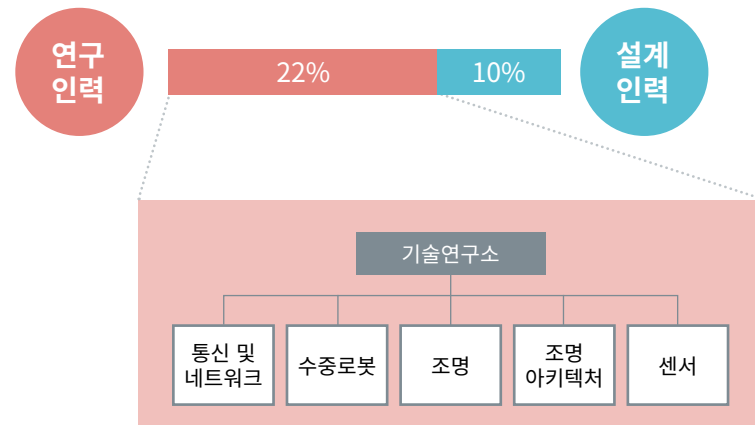 연구
인력
22%
10%
설계
인력
기술연구소
통신 및
네트워크
수중로봇
조명
조명
아키텍처
센서